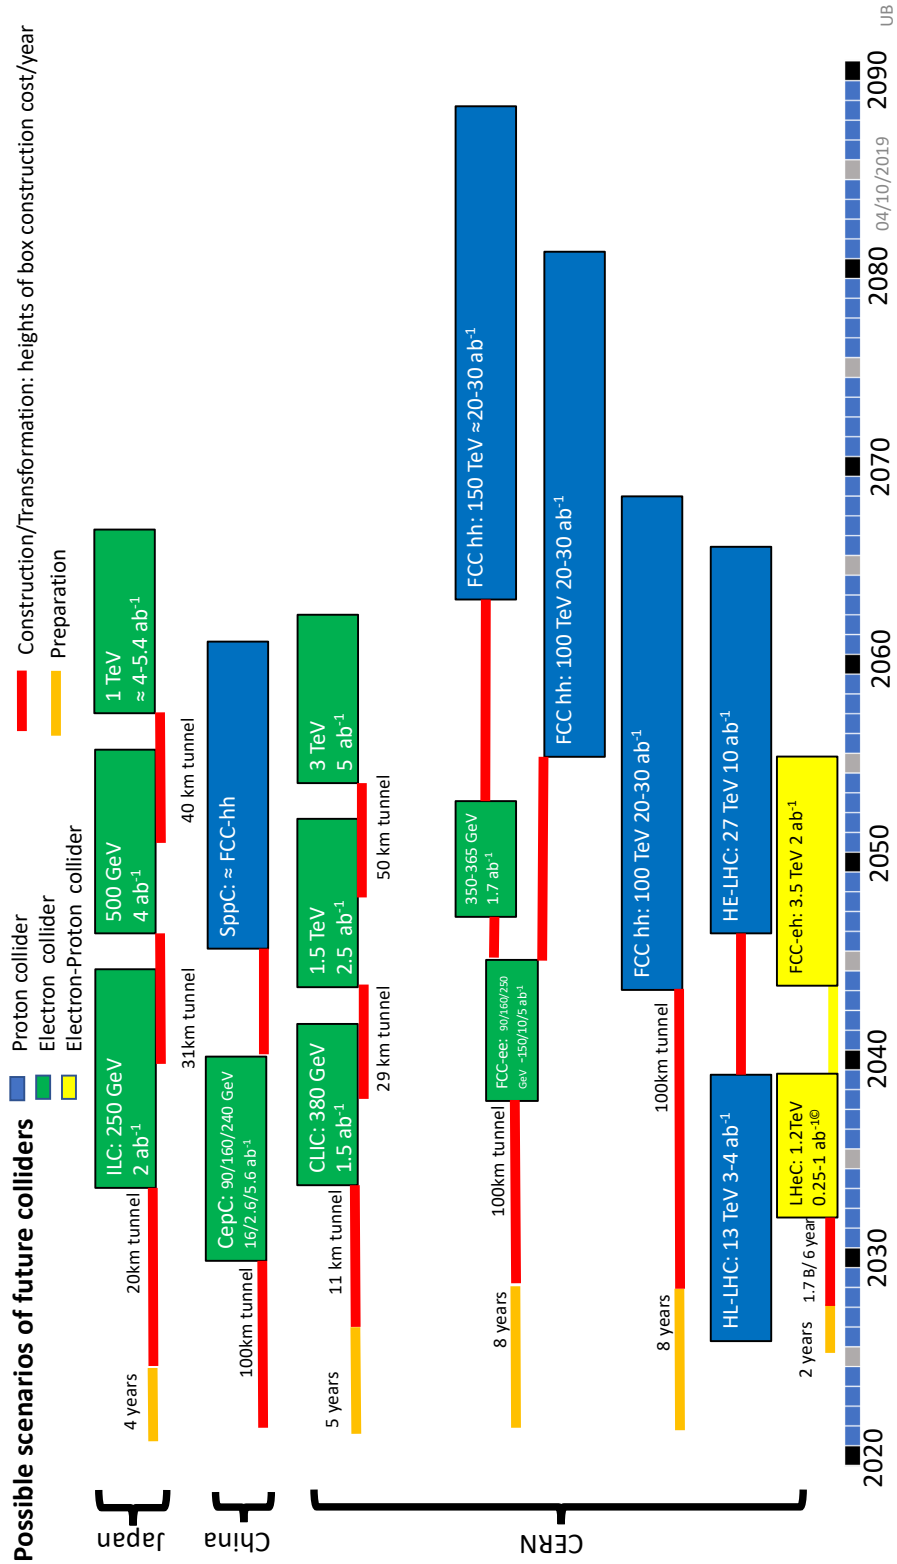 Possible scenarios of future colliders
Proton collider
Electron collider
Electron-Proton collider
Construction/Transformation: heights of box construction cost/year
Preparation
Japan
4 years
20km tunnel
ILC: 250 GeV
2 ab-1
31km tunnel
500 GeV
4 ab-1
40 km tunnel
1 TeV
≈ 4-5.4 ab-1
China
100km tunnel
CepC: 90/160/240 GeV
16/2.6/5.6 ab-1
SppC: ≈ FCC-hh
CERN
5 years
11 km tunnel
CLIC: 380 GeV
1.5 ab-1
29 km tunnel
1.5 TeV
2.5 ab-1
50 km tunnel
3 TeV
5 ab-1
8 years
100km tunnel
FCC-ee: 90/160/250
GeV -150/10/5 ab-1
350-365 GeV
1.7 ab-1
FCC hh: 150 TeV ≈20-30 ab-1
FCC hh: 100 TeV 20-30 ab-1
8 years
100km tunnel
FCC hh: 100 TeV 20-30 ab-1
HL-LHC: 13 TeV 3-4 ab-1
HE-LHC: 27 TeV 10 ab-1
2 years
1.7 B/ 6 year
LHeC: 1.2TeV
0.25-1 ab-1©
FCC-eh: 3.5 TeV 2 ab-1
2020
2030
2040
2050
2060
2070
2080
2090
04/10/2019
UB